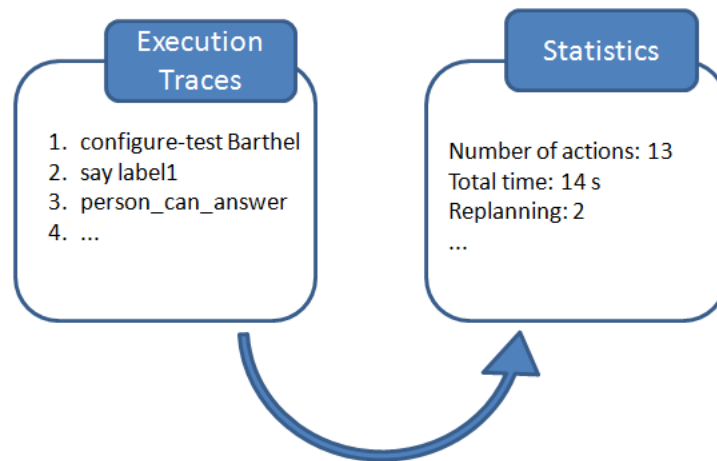 Execution
Traces
1. configure-test Barthel
2. say label1
3. person_can_answer
4. ...
Statistics
Number of actions: 13
Total time: 14 s
Replanning: 2
...